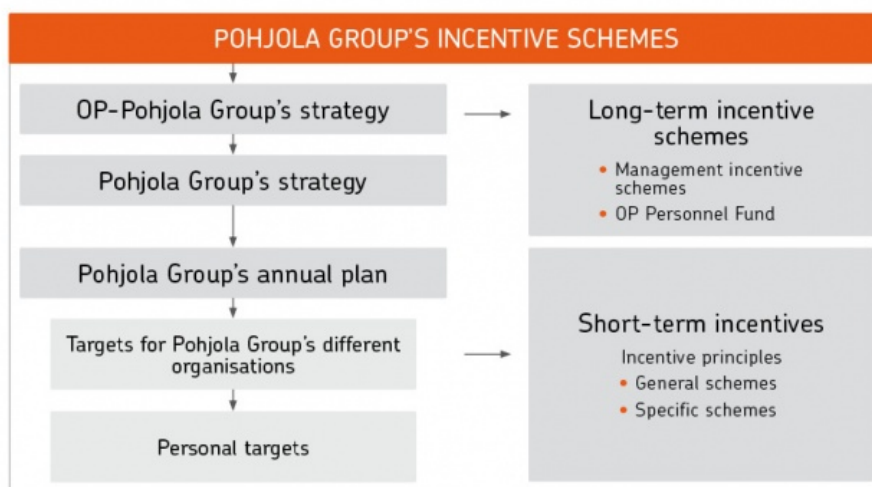 POHJOLA GROUP'S INCENTIVE SCHEMES
OP-Pohjola Group's strategy
Pohjola Group's strategy
Pohjola Group's annual plan
Targets for Pohjola Group's different
organisations
Personal targets
Long-term incentive
schemes
• Management incentive
schemes
• OP Personnel Fund
Short-term incentives
Incentive principles
• General schemes
• Specific schemes